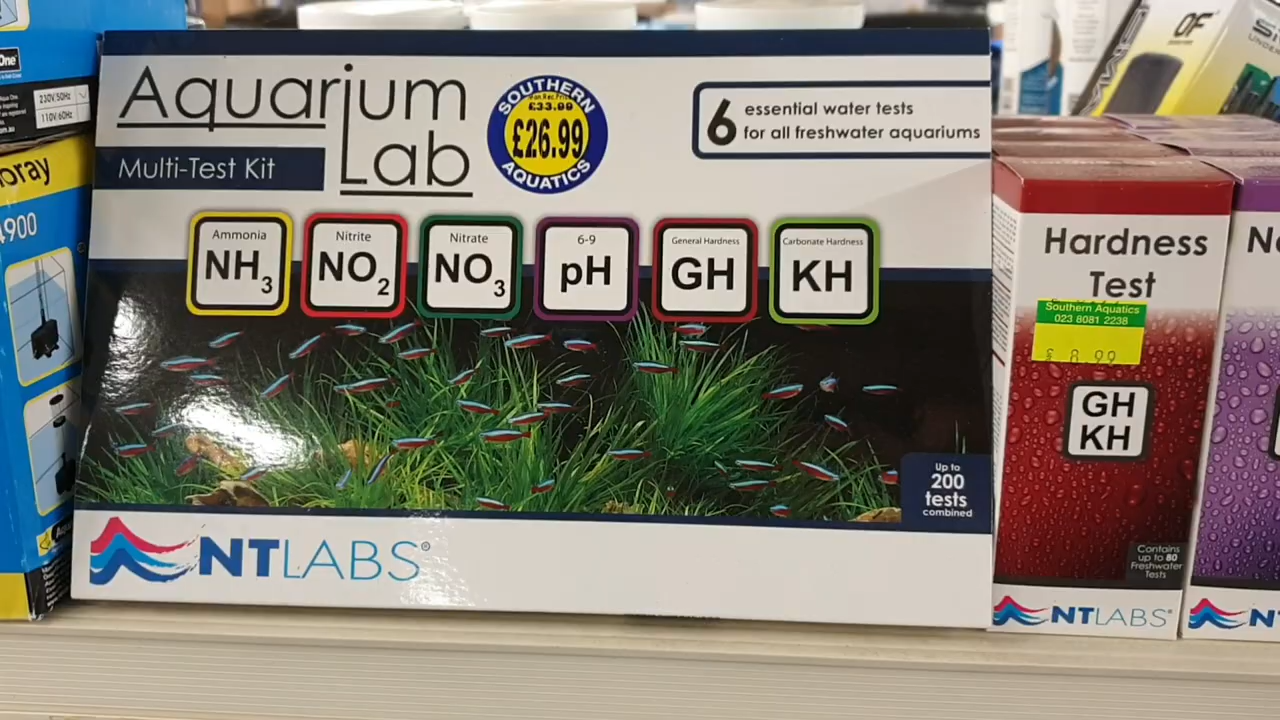 One
230V/50Hz
110V/60Hz
oray
4900
Aquarium
Lab
Multi-Test Kit
SOUTHERN
£33.99
£26.99
AQUATICS
6 essential water tests
for all freshwater aquariums
Ammonia
NH3
Nitrite
NO2
Nitrate
NO3
6-9
pH
General Hardness
GH
Carbonate Hardness
KH
Up to
200
tests
combined
NTLABS®
OF
Hardness
Test
Southern Aquatics
023 8081 2238
£ 8.99
GH
KH
Contains
up to 80
Freshwater
Tests
NTLABS®